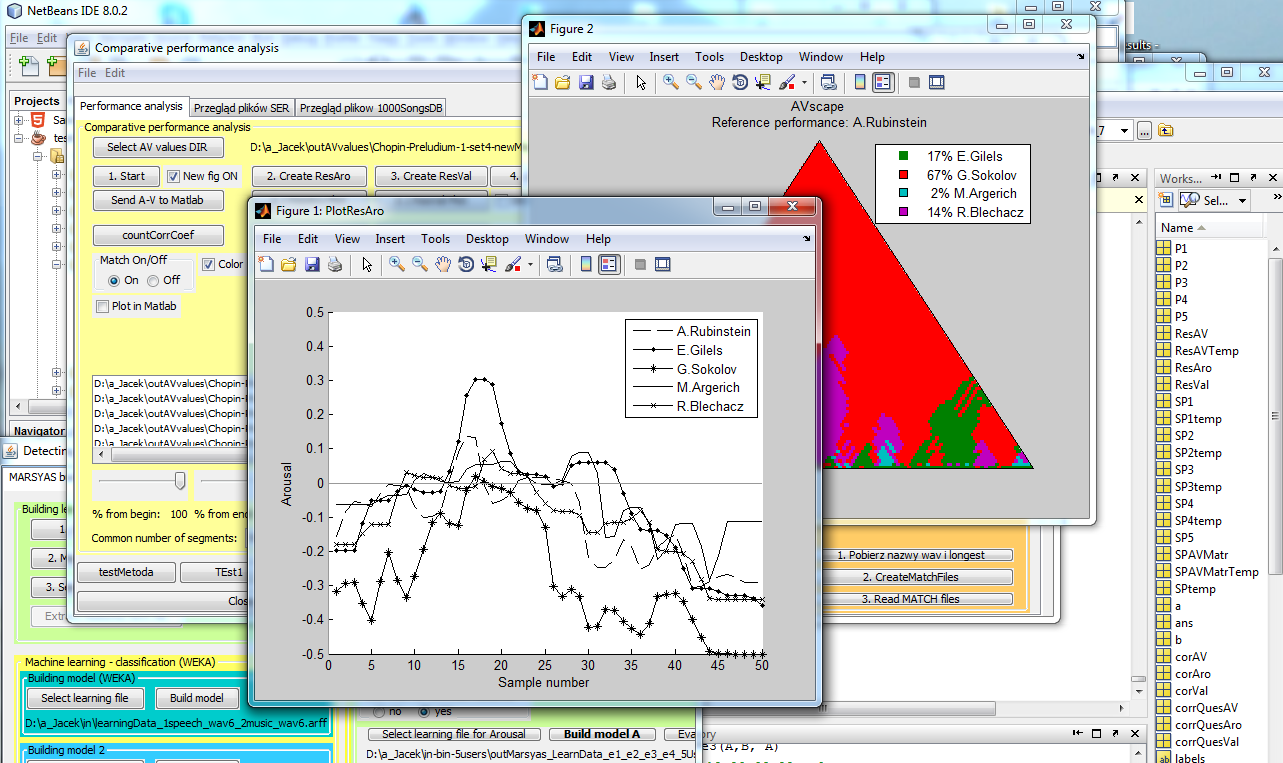 NetBeans IDE 8.0.2
File Edit
Projects
Navigator
Comparative performance analysis
File Edit
Performance analysis
Przegląd plików SER
Przegląd plikow 1000SongsDB
Comparative performance analysis
Select AV values DIR
D:\a_Jacek\outAVvalues\Chopin-Preludium-1-set4-newM
1. Start
New fig ON
2. Create ResAro
3. Create ResVal
4.
Send A-V to Matlab
countCorrCoef
Match On/Off
On
Off
Color
Plot in Matlab
D:\a_Jacek\outAVvalues\Chopin-
D:\a_Jacek\outAVvalues\Chopin-
D:\a_Jacek\outAVvalues\Chopin-
D:\a_Jacek\outAVvalues\Chopin-
D:\a_Jacek\outAVvalues\Chopin-
% from begin: 100 % from end
Common number of segments:
testMetoda
TEst1
Clos
1. Pobierz nazwy wav i longest
2. CreateMatchFiles
3. Read MATCH files
Figure 2
File Edit View Insert Tools Desktop Window Help
AVscape
Reference performance: A.Rubinstein
17% E.Gilels
67% G.Sokolov
2% M.Argerich
14% R.Blechacz
Figure 1: PlotResAro
File Edit View Insert Tools Desktop Window Help
A.Rubinstein
E.Gilels
G.Sokolov
M.Argerich
R.Blechacz
Arousal
0.5
0.4
0.3
0.2
0.1
0
-0.1
-0.2
-0.3
-0.4
-0.5
0 5 10 15 20 25 30 35 40 45 50
Sample number
sults -
_7
Works...
Sel...
Name
P1
P2
P3
P4
P5
ResAV
ResAVTemp
ResAro
ResVal
SP1
SP1temp
SP2
SP2temp
SP3
SP3temp
SP4
SP4temp
SP5
SPAVMatr
SPAVMatrTemp
SPtemp
a
ans
b
corAV
corAro
corVal
corrQuesAV
corrQuesAro
corrQuesVal
labels
Detectin
MARSYAS b
Building le
1
2. M
3. Se
Extr
Machine learning - classification (WEKA)
Building model (WEKA)
Select learning file
Build model
D:\a_Jacek\in\learningData_1speech_wav6_2music_wav6.arff
Building model 2
no
yes
Select learning file for Arousal
Build model A
D:\a_Jacek\in-bin-5users\outMarsyas_LearnData_e1_e2_e3_e4_5U
e3(A,B, A)